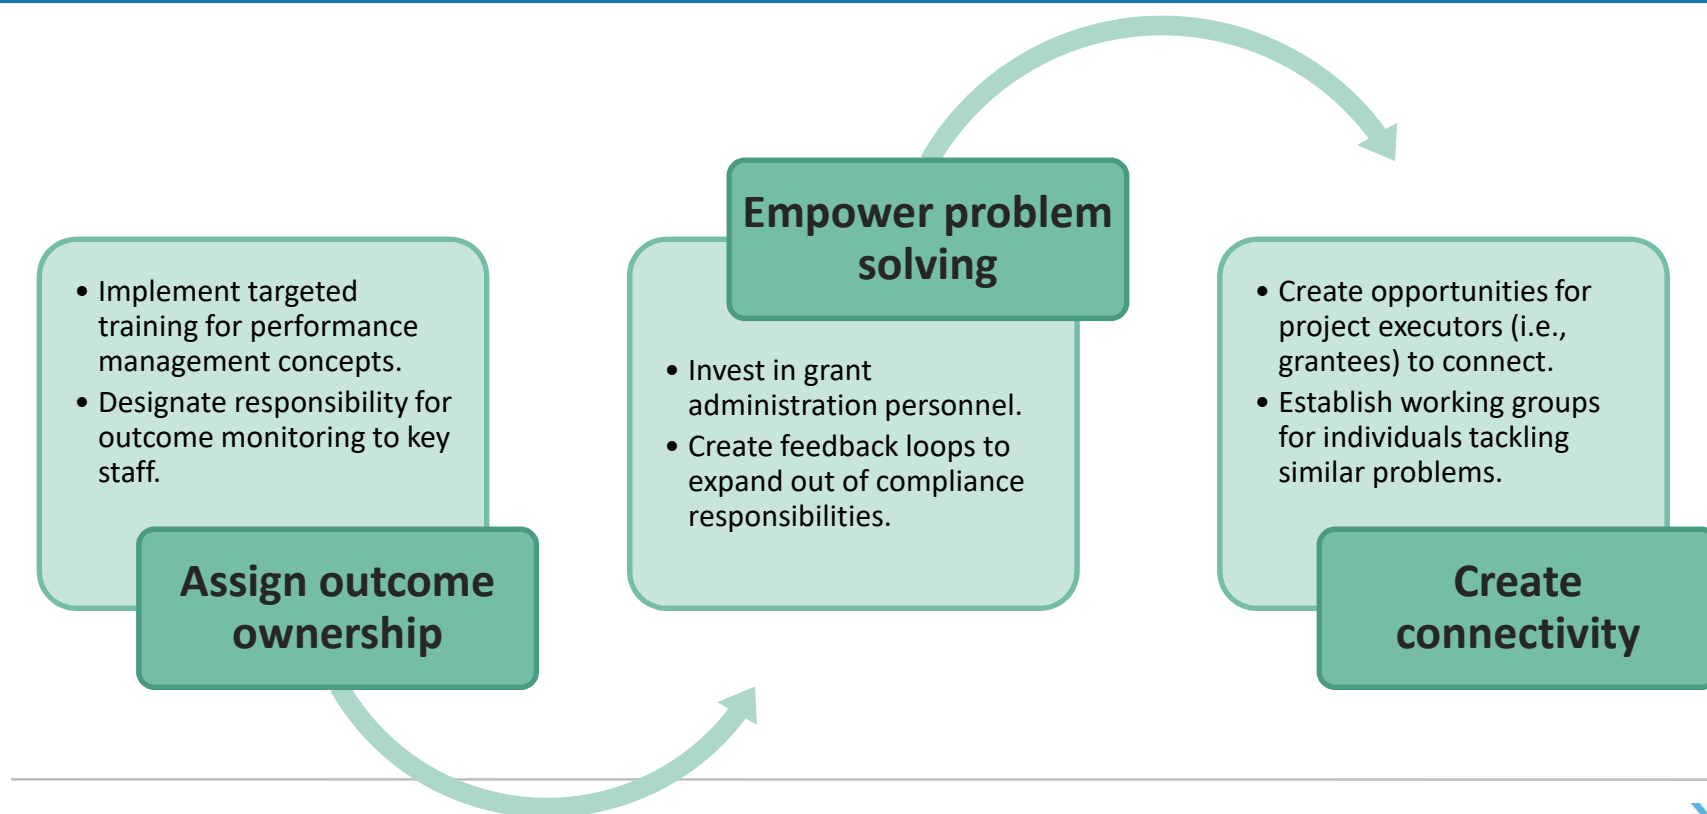 • Implement targeted
training for performance
management concepts.
• Designate responsibility for
outcome monitoring to key
staff.
Assign outcome
ownership
Empower problem
solving
• Invest in grant
administration personnel.
• Create feedback loops to
expand out of compliance
responsibilities.
• Create opportunities for
project executors (i.e.,
grantees) to connect.
• Establish working groups
for individuals tackling
similar problems.
Create
connectivity